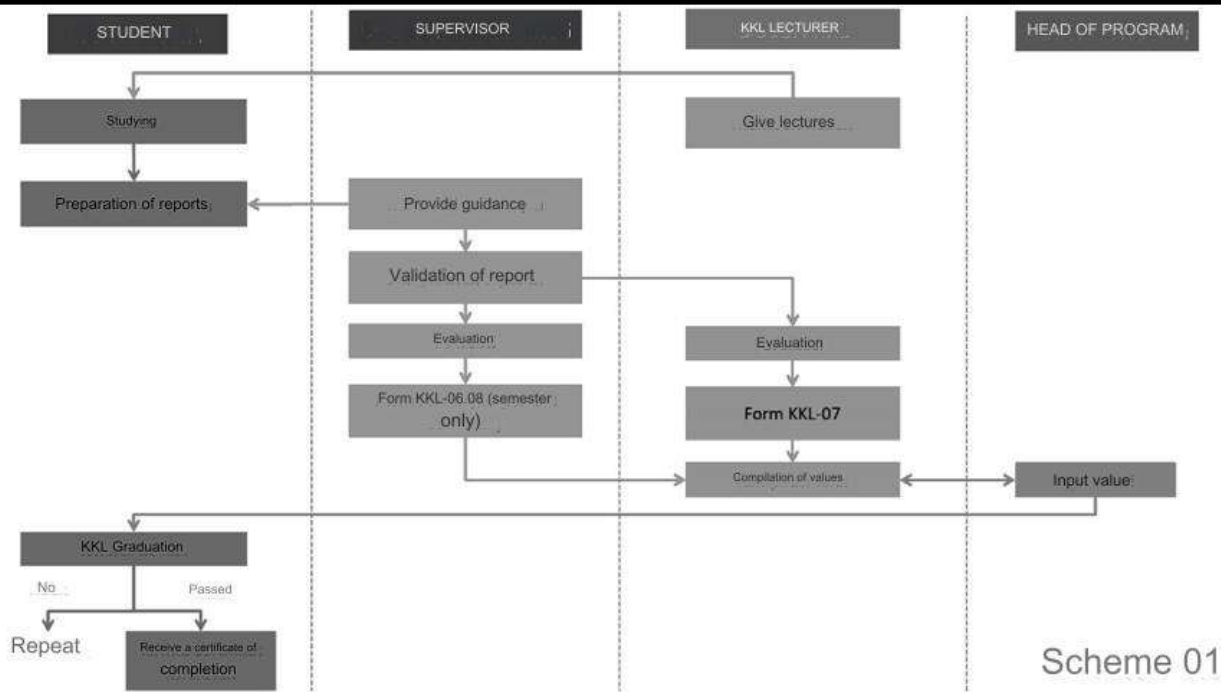 STUDENT
SUPERVISOR
KKL LECTURER
HEAD OF PROGRAM
Studying
Give lectures
Preparation of reports
Provide guidance
Validation of report
Evaluation
Evaluation
Form KKL-06.08 (semester
only)
Form KKL-07
Compilation of values
Input value
KKL Graduation
No
Passed
Repeat
Receive a certificate of
completion
Scheme 01